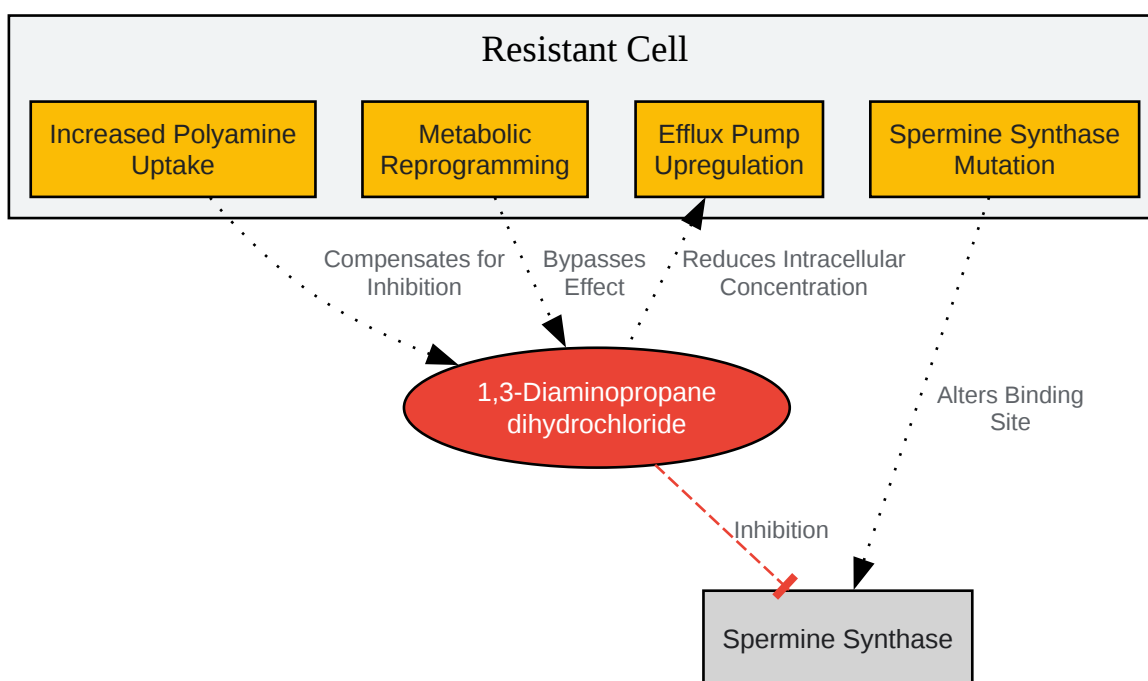 Resistant Cell
Increased Polyamine
Uptake
Metabolic
Reprogramming
Efflux Pump
Upregulation
Spermine Synthase
Mutation
Compensates for
Inhibition
Bypasses
Effect
Reduces Intracellular
Concentration
1,3-Diaminopropane
dihydrochloride
Alters Binding
Site
Inhibition
Spermine Synthase